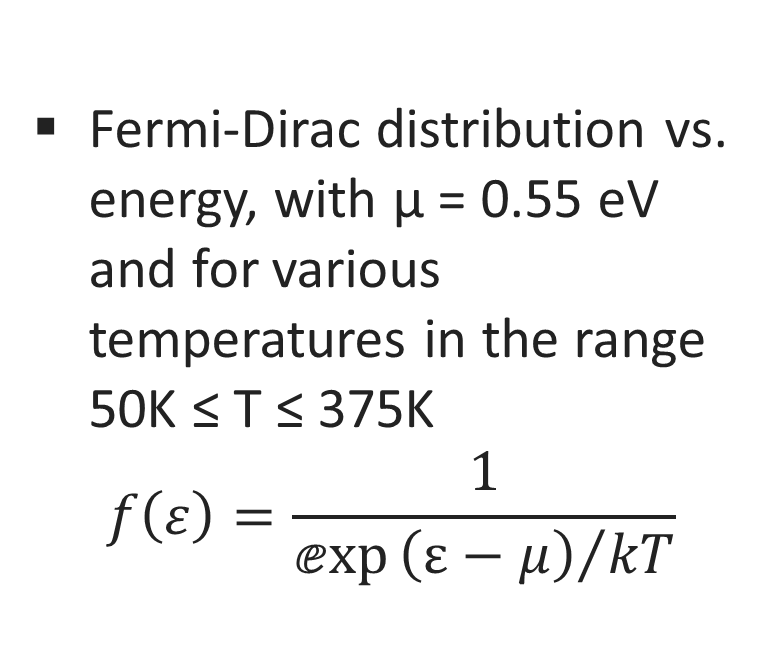 ▪ Fermi-Dirac distribution vs.
energy, with µ = 0.55 eV
and for various
temperatures in the range
50K ≤ T ≤ 375K
f(ε) = 1 / exp (ε − μ)/kT